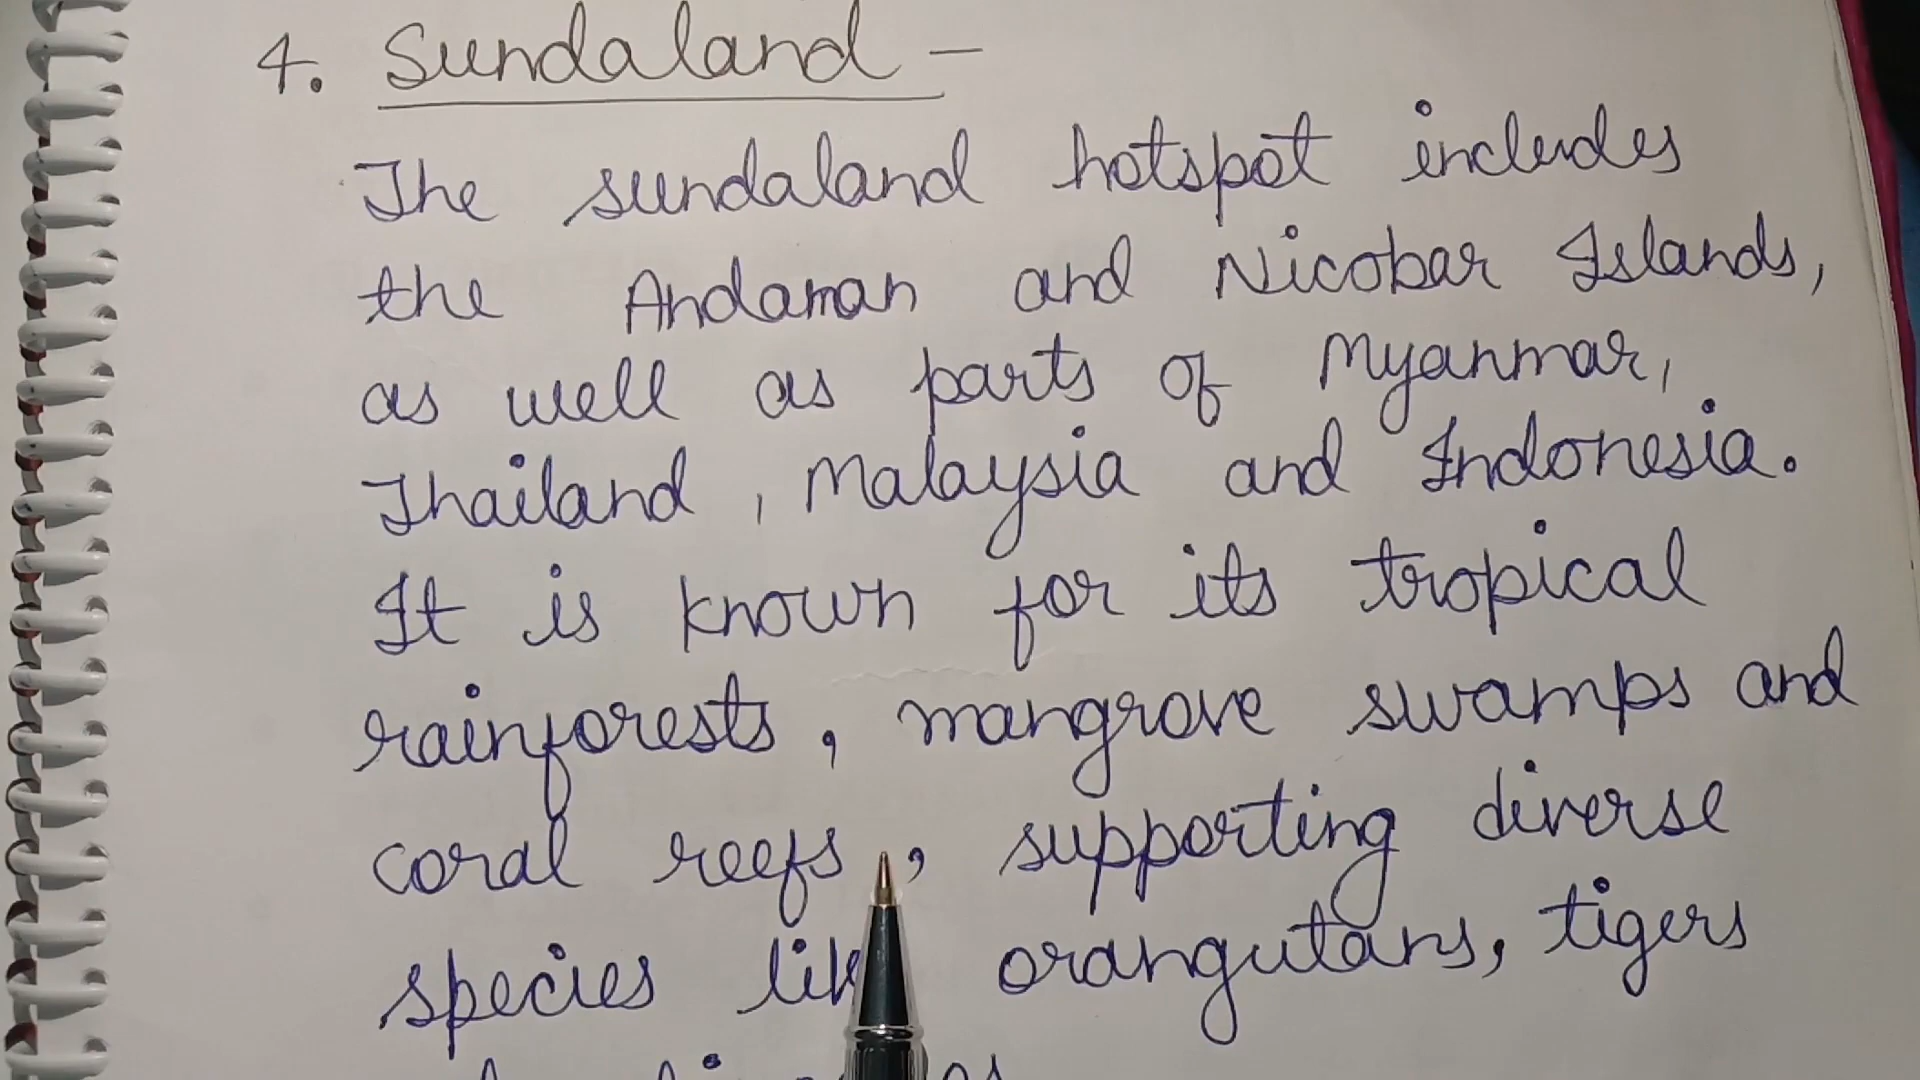 4. Sundaland -
The sundaland hotspot includes
the Andaman and Nicobar Islands,
as well as parts of Myanmar,
Thailand, Malaysia and Indonesia.
It is known for its tropical
rainforests, mangrove swamps and
coral reefs, supporting diverse
species like orangutans, tigers